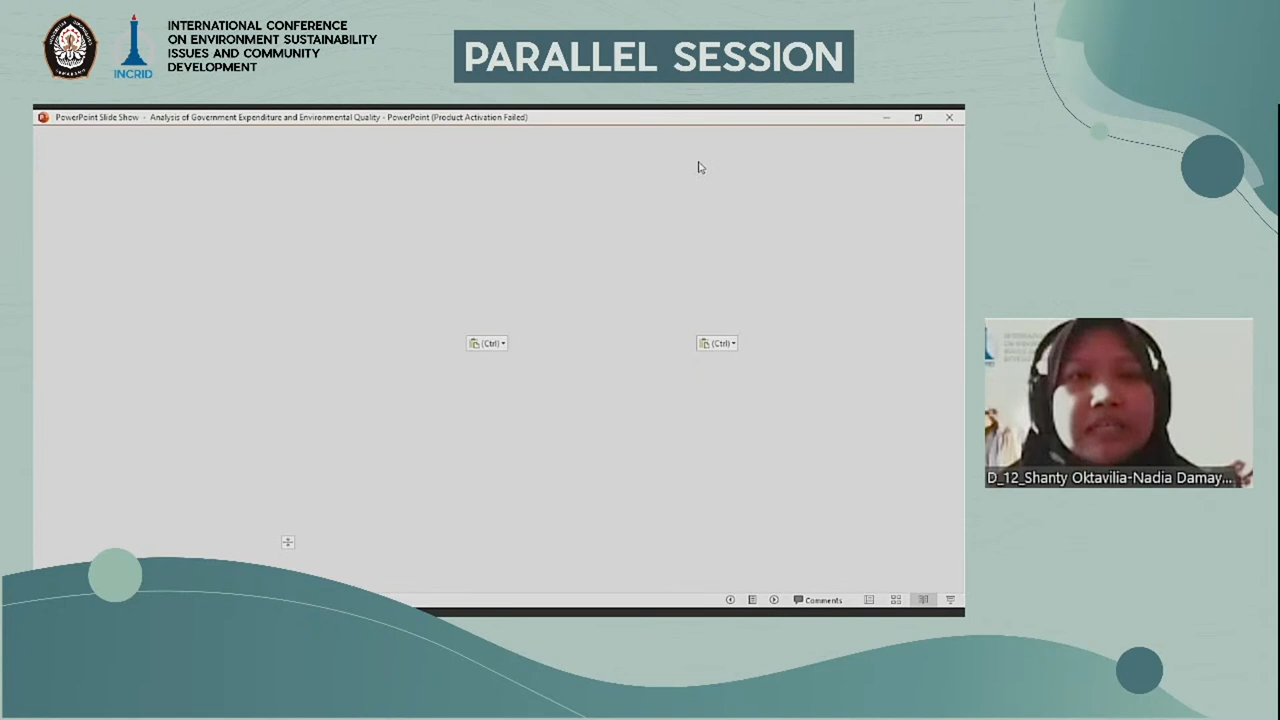 INTERNATIONAL CONFERENCE
ON ENVIRONMENT SUSTAINABILITY
ISSUES AND COMMUNITY
DEVELOPMENT
INCRID
PARALLEL SESSION
PowerPoint Slide Show - Analysis of Government Expenditure and Environmental Quality - PowerPoint (Product Activation Failed)
(Ctrl)
(Ctrl)
D_12_Shanty Oktavilia-Nadia Damay...
Comments